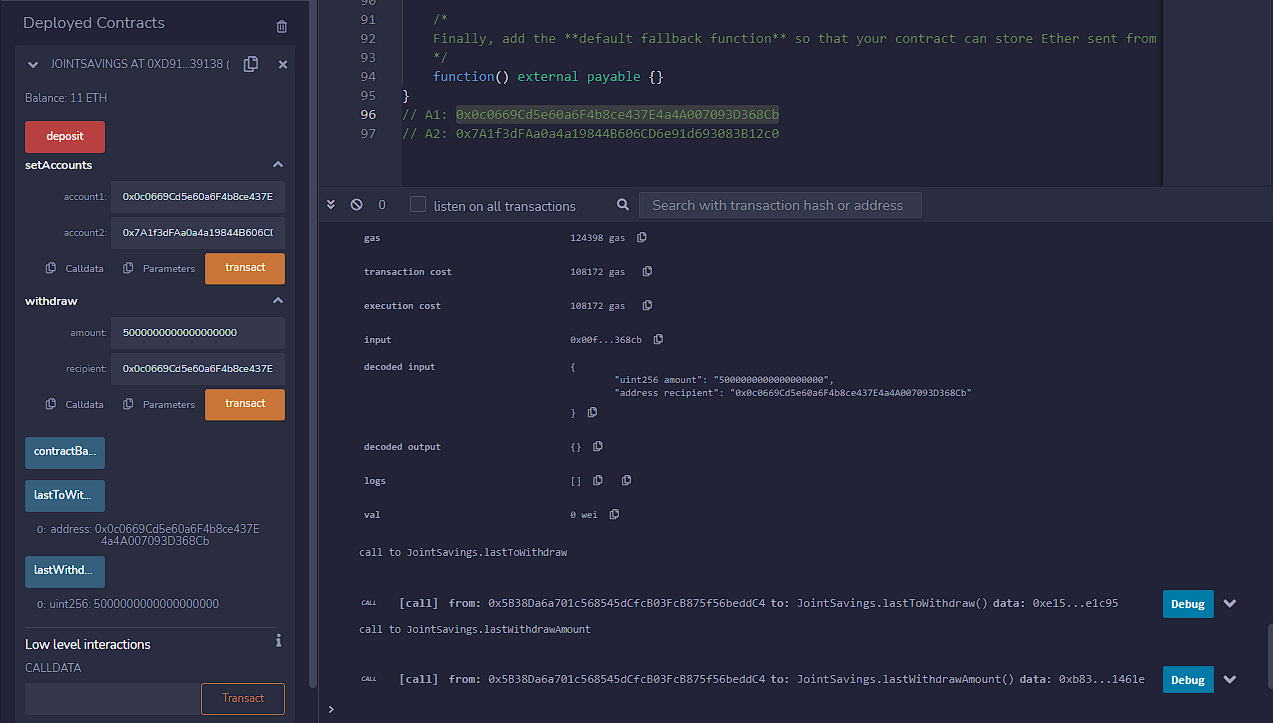 Deployed Contracts
JOINTSAVINGS AT 0XD91...39138 (
Balance: 11 ETH
deposit
setAccounts
account1: 0x0c0669Cd5e60a6F4b8ce437E
account2: 0x7A1f3dFAa0a4a19844B606CD
Calldata Parameters transact
withdraw
amount: 5000000000000000000
recipient: 0x0c0669Cd5e60a6F4b8ce437E
Calldata Parameters transact
contractBa...
lastToWit...
0: address: 0x0c0669Cd5e60a6F4b8ce437E
4a4A007093D368Cb
lastWithd...
0: uint256: 5000000000000000000
Low level interactions
CALLDATA
Transact
90
91 /*
92 Finally, add the **default fallback function** so that your contract can store Ether sent from
93 */
94 function() external payable {}
95 }
96 // A1: 0x0c0669Cd5e60a6F4b8ce437E4a4A007093D368Cb
97 // A2: 0x7A1f3dFAa0a4a19844B606CD6e91d693083B12c0
0 listen on all transactions Search with transaction hash or address
gas 124398 gas
transaction cost 108172 gas
execution cost 108172 gas
input 0x00f...368cb
decoded input {
"uint256 amount": "5000000000000000000",
"address recipient": "0x0c0669Cd5e60a6F4b8ce437E4a4A007093D368Cb"
}
decoded output {}
logs []
val 0 wei
call to JointSavings.lastToWithdraw
CALL [call] from: 0x5B38Da6a701c568545dCfcB03FcB875f56beddC4 to: JointSavings.lastToWithdraw() data: 0xe15...e1c95 Debug
call to JointSavings.lastWithdrawAmount
CALL [call] from: 0x5B38Da6a701c568545dCfcB03FcB875f56beddC4 to: JointSavings.lastWithdrawAmount() data: 0xb83...1461e Debug
>